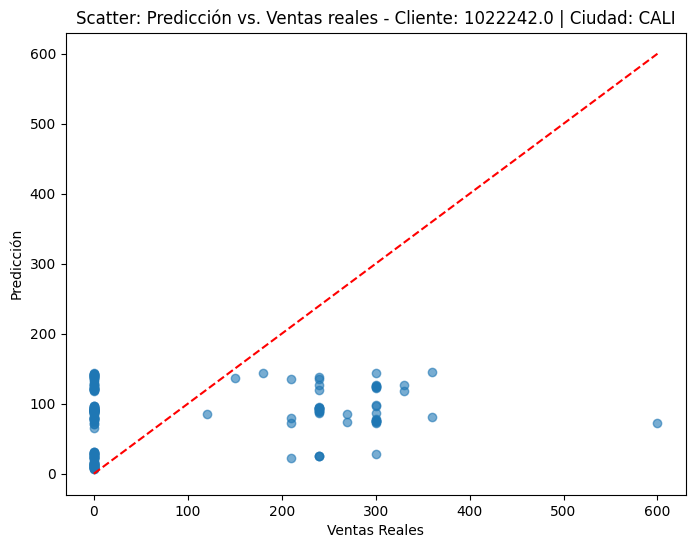 Scatter: Predicción vs. Ventas reales - Cliente: 1022242.0 | Ciudad: CALI
600
500
400
300
200
100
0
Predicción
0 100 200 300 400 500 600
Ventas Reales